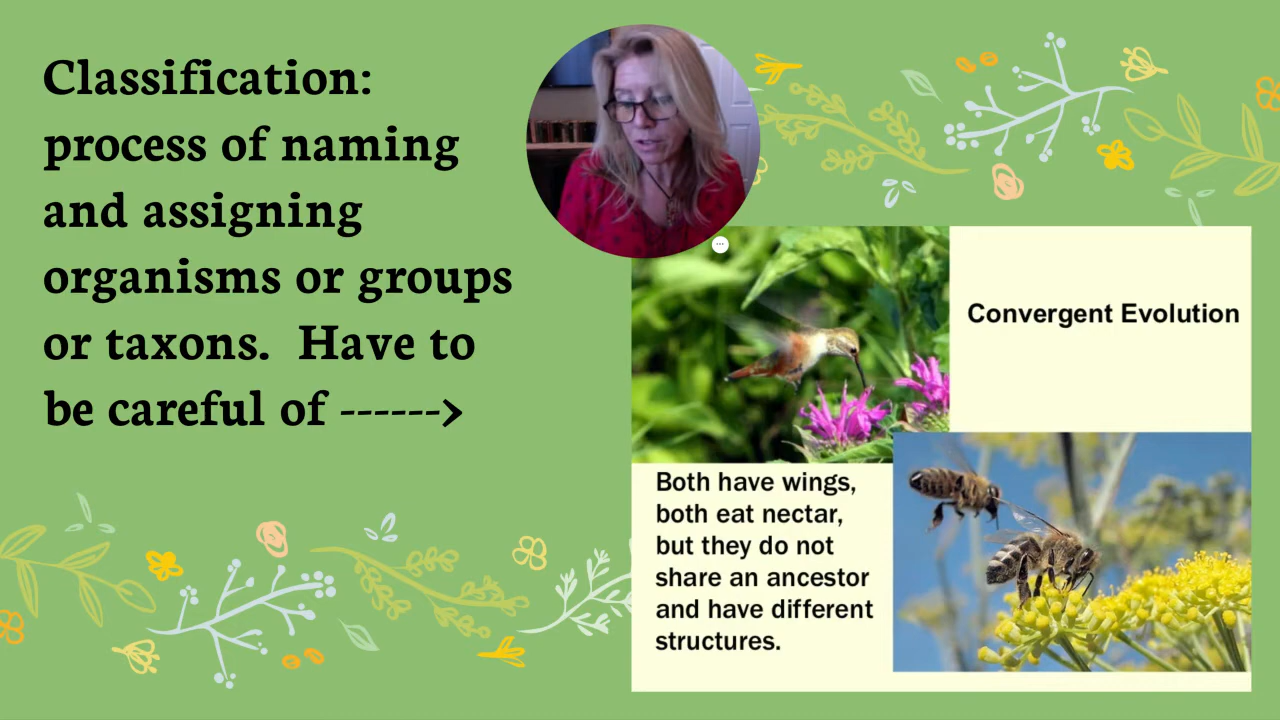 Classification:
process of naming
and assigning
organisms or groups
or taxons.  Have to
be careful of ------>
Convergent Evolution
Both have wings,
both eat nectar,
but they do not
share an ancestor
and have different
structures.